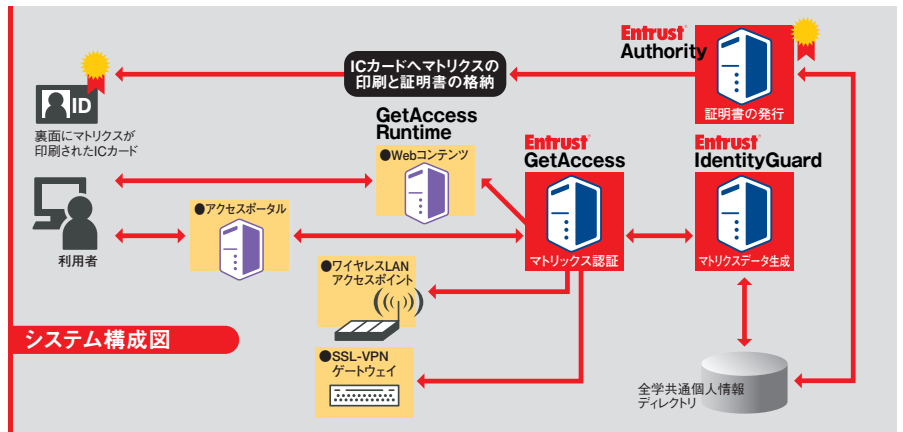 Entrust
Authority
証明書の発行
ICカードへマトリクスの
印刷と証明書の格納
ID
裏面にマトリクスが
印刷されたICカード
GetAccess
Runtime
●Webコンテンツ
Entrust
GetAccess
マトリックス認証
Entrust
IdentityGuard
マトリクスデータ生成
利用者
●アクセスポータル
●ワイヤレスLAN
アクセスポイント
●SSL-VPN
ゲートウェイ
システム構成図
全学共通個人情報
ディレクトリ